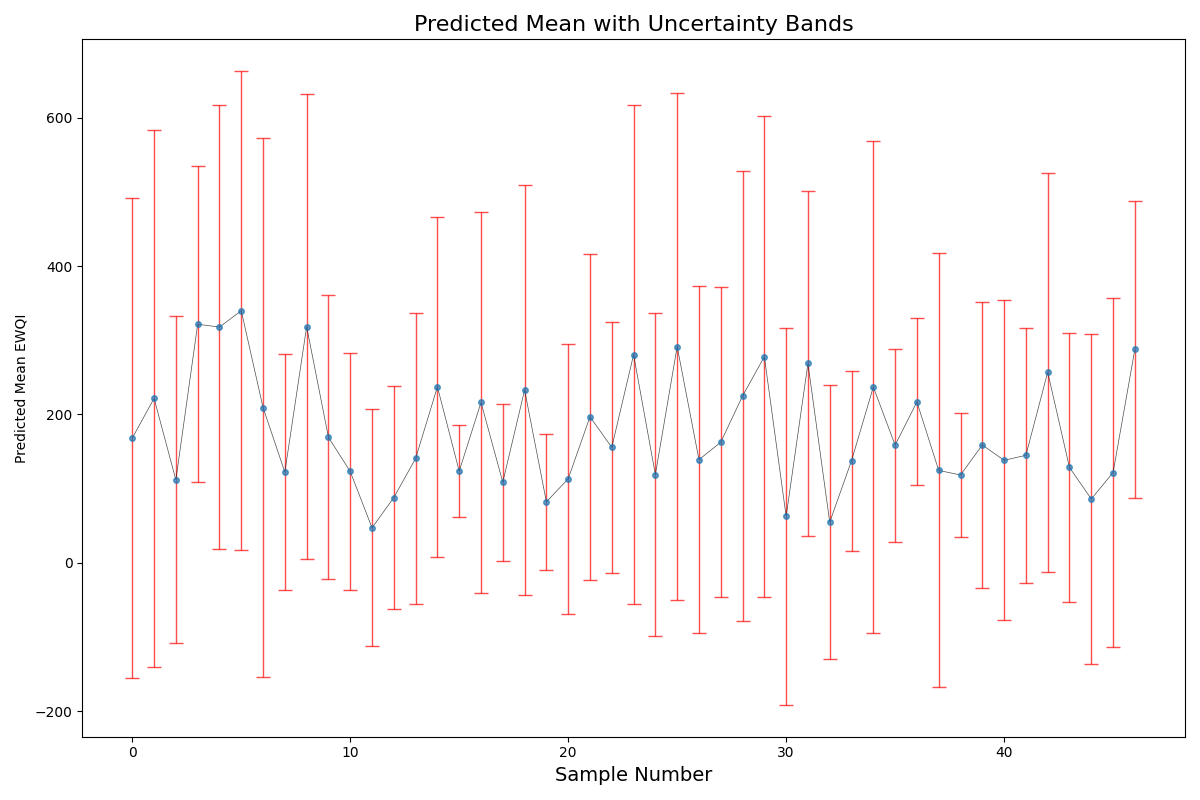 Predicted Mean with Uncertainty Bands
Predicted Mean EWQI
600
400
200
0
−200
0 10 20 30 40
Sample Number